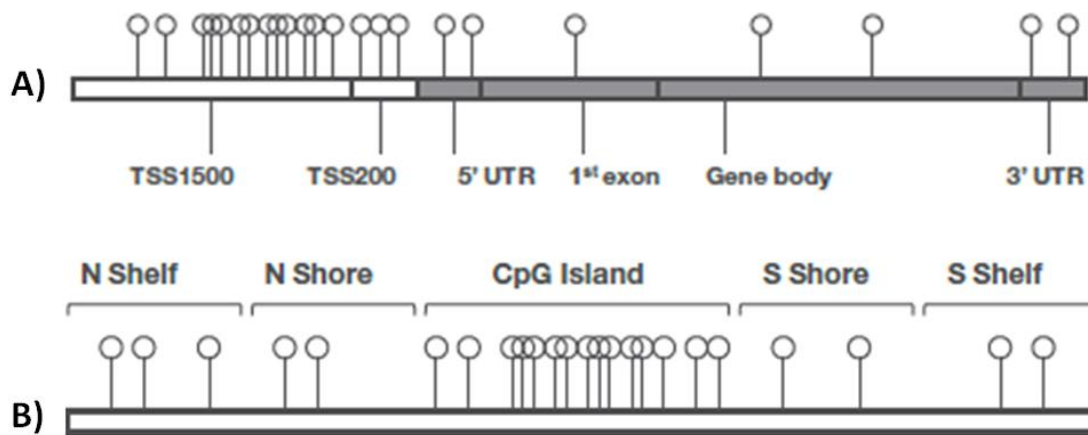 A)
TSS1500 TSS200 5' UTR 1st exon Gene body 3' UTR
N Shelf N Shore CpG Island S Shore S Shelf
B)